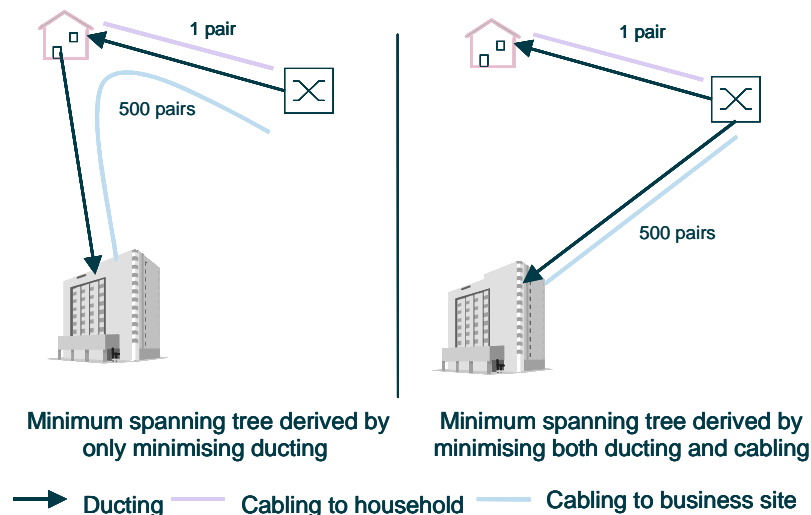 1 pair
500 pairs
1 pair
500 pairs
Minimum spanning tree derived by
only minimising ducting
Minimum spanning tree derived by
minimising both ducting and cabling
Ducting
Cabling to household
Cabling to business site